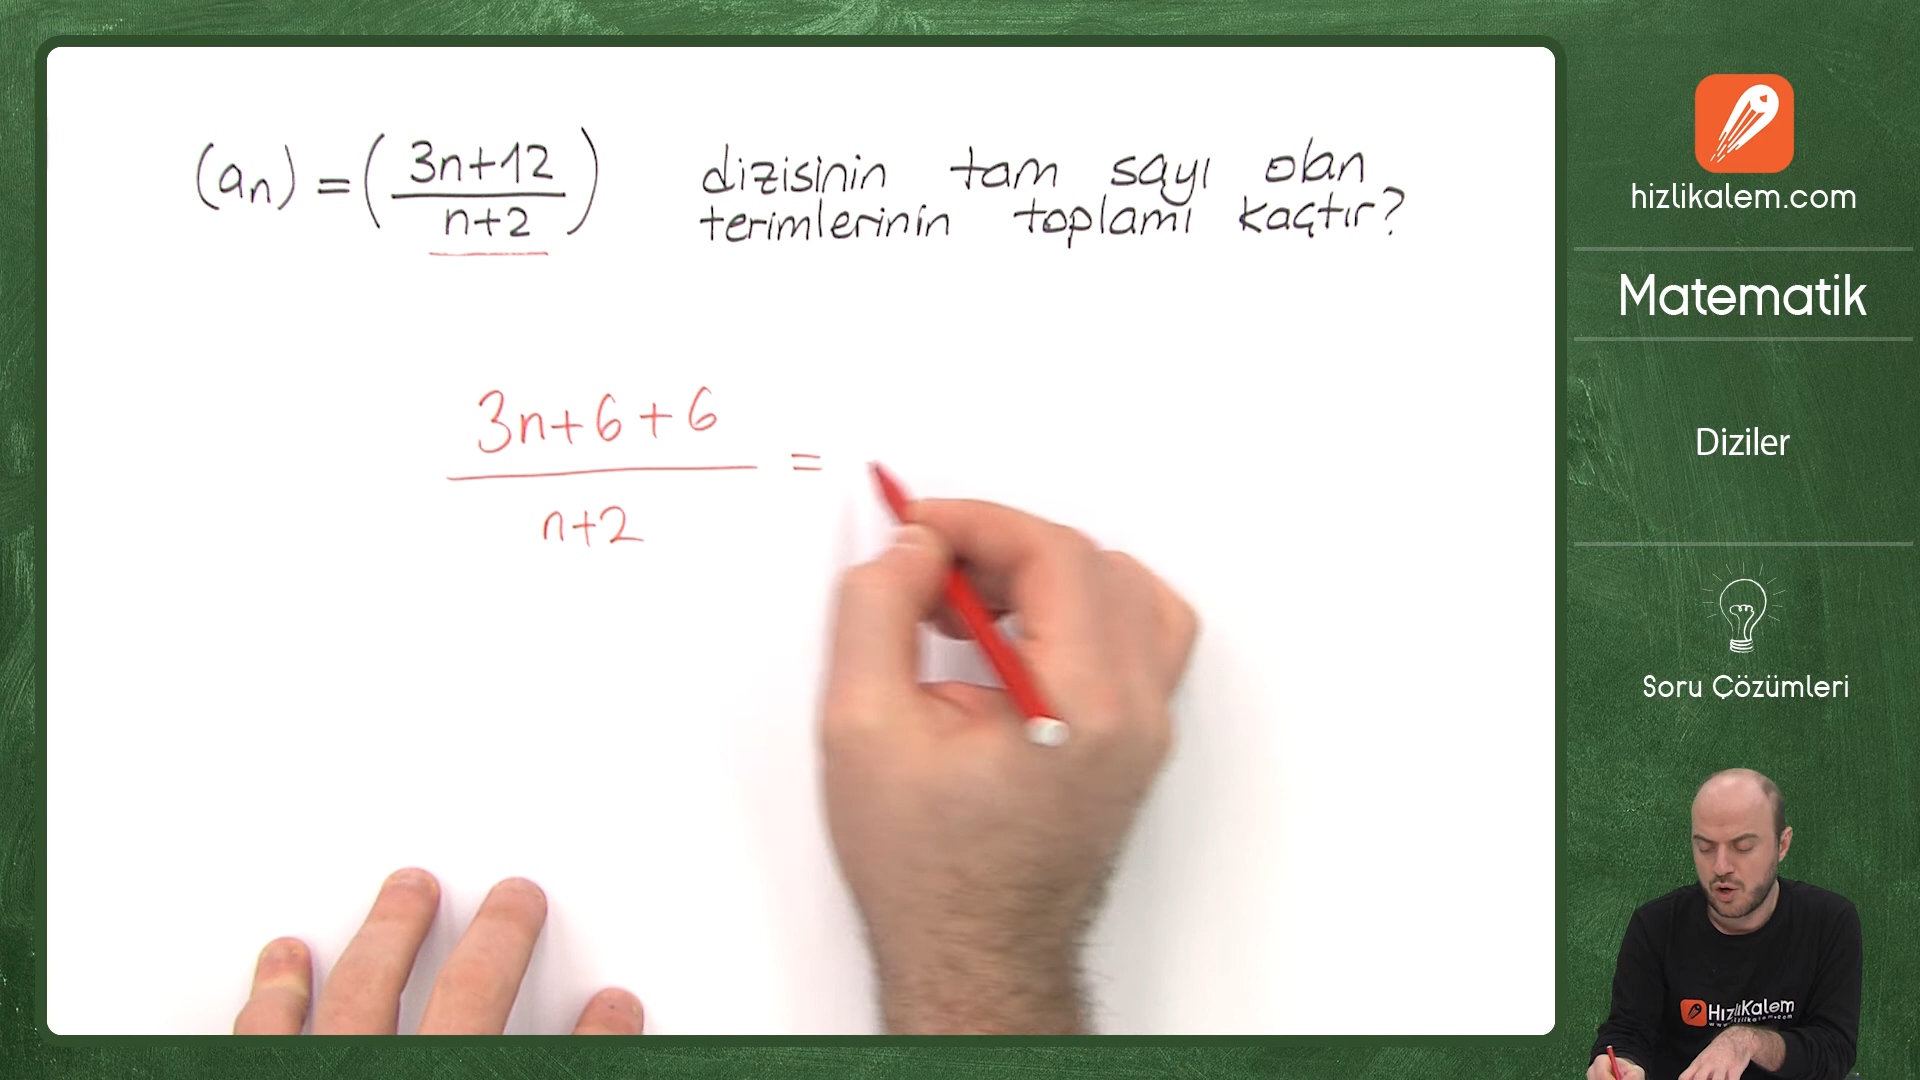 (an) = (3n+12 / n+2) dizisinin tam sayı olan
terimlerinin toplamı kaçtır?
3n+6+6 / n+2 =
hizlikalem.com
Matematik
Diziler
Soru Çözümleri
HızlıKalem